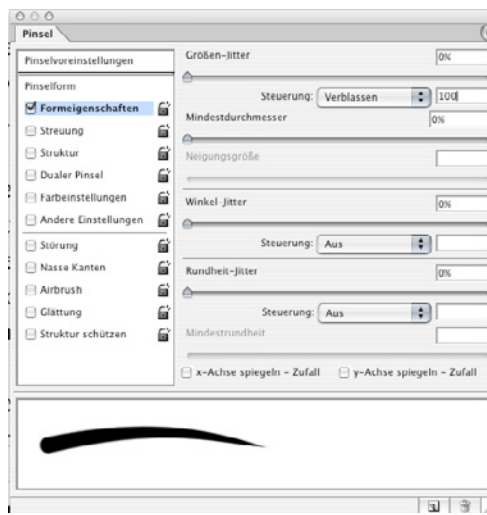 Pinsel
Pinselvoreinstellungen
Pinselform
Formeigenschaften
Streuung
Struktur
Dualer Pinsel
Farbeinstellungen
Andere Einstellungen
Störung
Nasse Kanten
Airbrush
Glättung
Struktur schützen
Größen-Jitter 0%
Steuerung: Verblassen 100
Mindestdurchmesser 0%
Neigungsgröße
Winkel-Jitter 0%
Steuerung: Aus
Rundheit-Jitter 0%
Steuerung: Aus
Mindestrundheit
x-Achse spiegeln - Zufall y-Achse spiegeln - Zufall